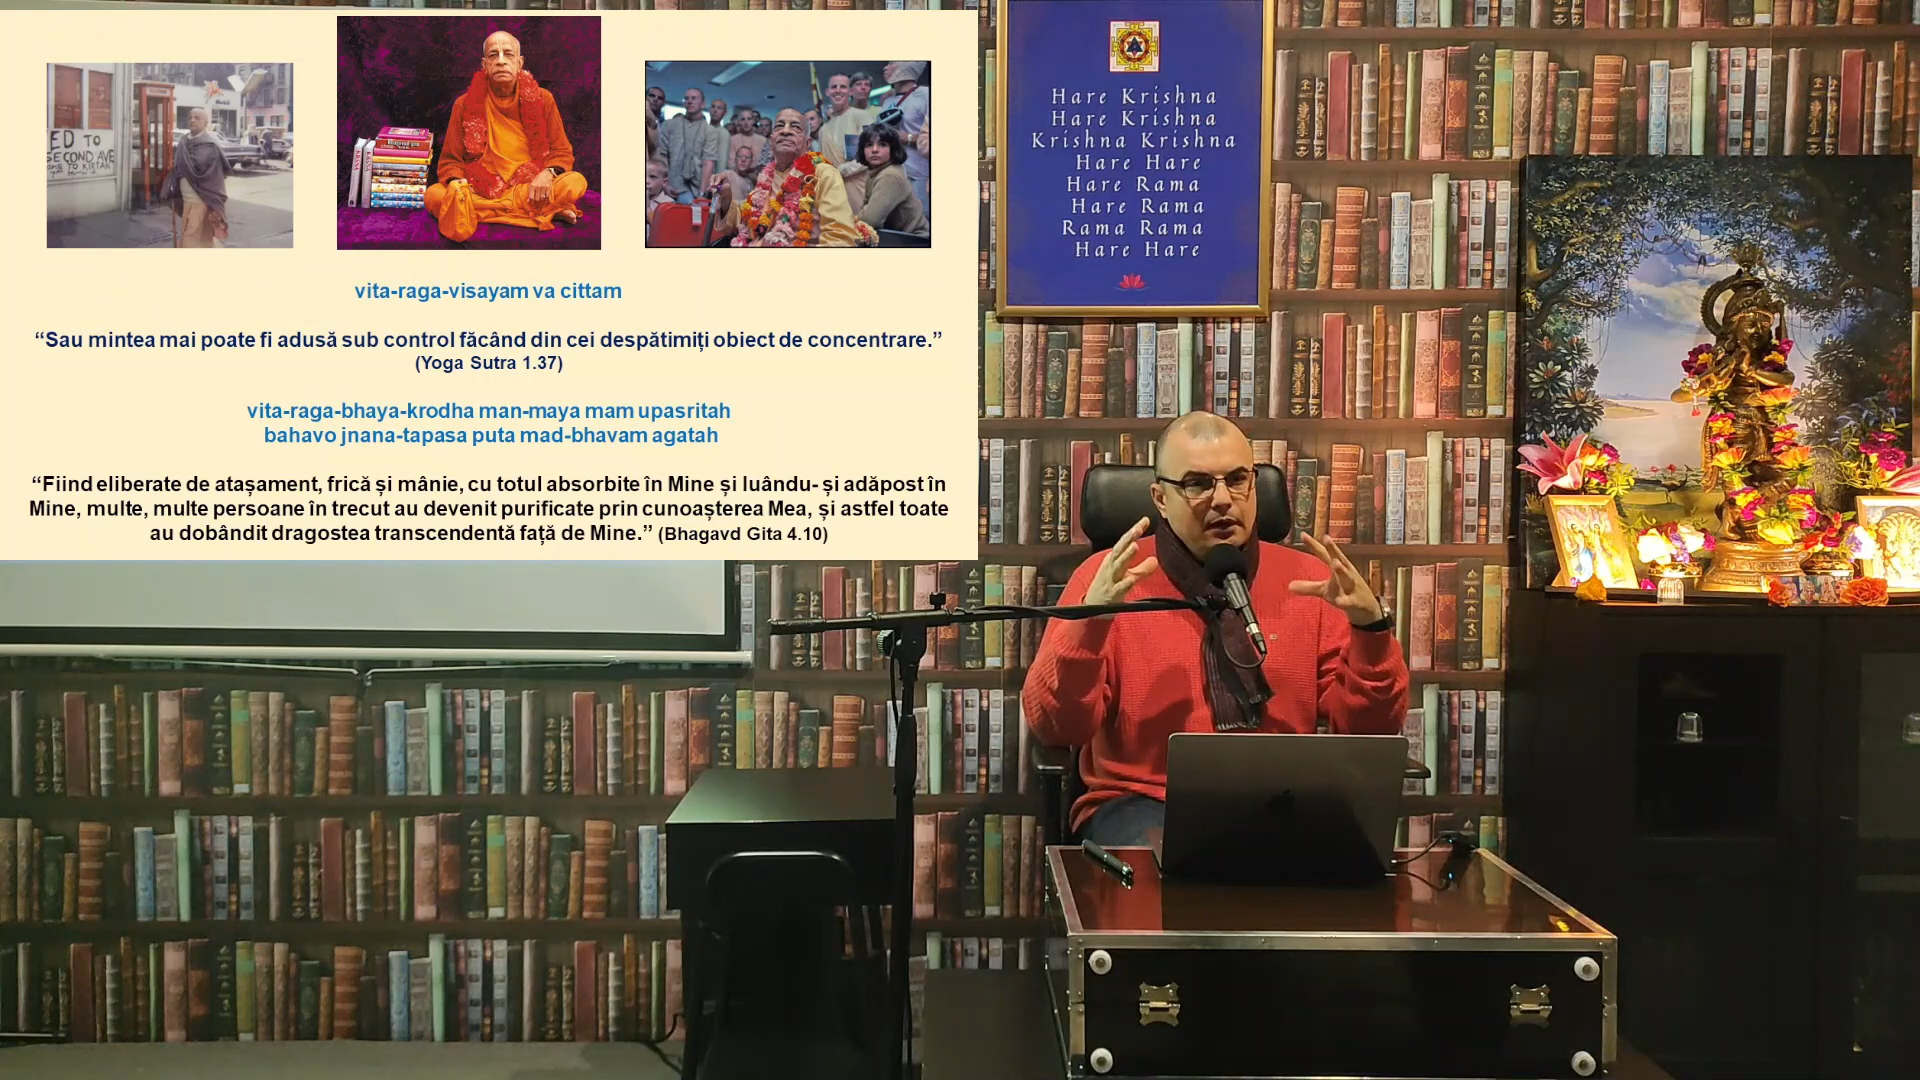 ED TO
SECOND AVE
vita-raga-visayam va cittam
“Sau mintea mai poate fi adusă sub control făcând din cei despătimiți obiect de concentrare.”
(Yoga Sutra 1.37)
vita-raga-bhaya-krodha man-maya mam upasritah
bahavo jnana-tapasa puta mad-bhavam agatah
“Fiind eliberate de atașament, frică și mânie, cu totul absorbite în Mine și luându- și adăpost în
Mine, multe, multe persoane în trecut au devenit purificate prin cunoașterea Mea, și astfel toate
au dobândit dragostea transcendentă față de Mine.” (Bhagavd Gita 4.10)
Hare Krishna
Hare Krishna
Krishna Krishna
Hare Hare
Hare Rama
Hare Rama
Rama Rama
Hare Hare